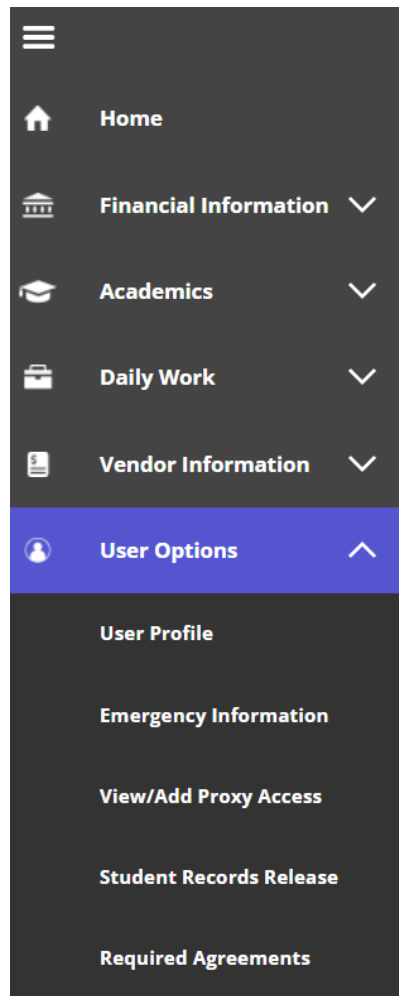 Home
Financial Information
Academics
Daily Work
Vendor Information
User Options
User Profile
Emergency Information
View/Add Proxy Access
Student Records Release
Required Agreements